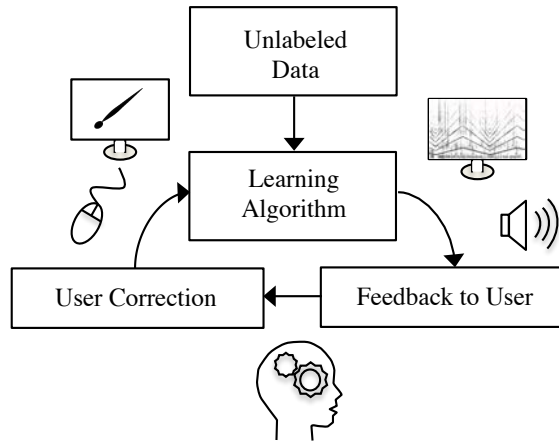 Unlabeled
Data
Learning
Algorithm
User Correction
Feedback to User